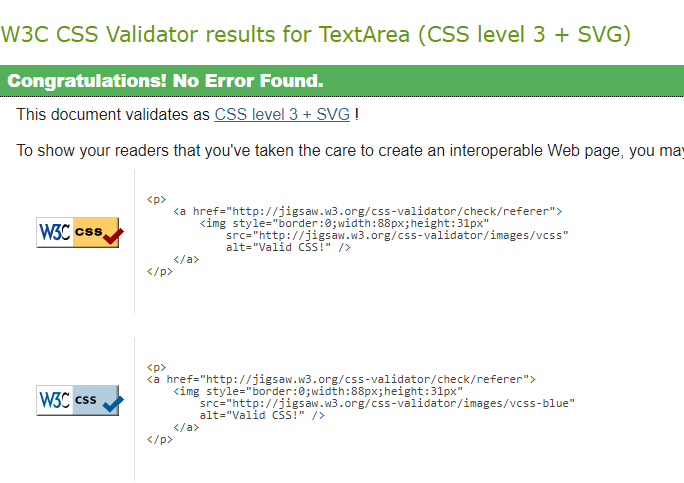 W3C CSS Validator results for TextArea (CSS level 3 + SVG)
Congratulations! No Error Found.
This document validates as CSS level 3 + SVG !
To show your readers that you've taken the care to create an interoperable Web page, you may
W3C css
<p>
<a href="http://jigsaw.w3.org/css-validator/check/referer">
<img style="border:0;width:88px;height:31px"
src="http://jigsaw.w3.org/css-validator/images/vcss"
alt="Valid CSS!" />
</a>
</p>
W3C css
<p>
<a href="http://jigsaw.w3.org/css-validator/check/referer">
<img style="border:0;width:88px;height:31px"
src="http://jigsaw.w3.org/css-validator/images/vcss-blue"
alt="Valid CSS!" />
</a>
</p>